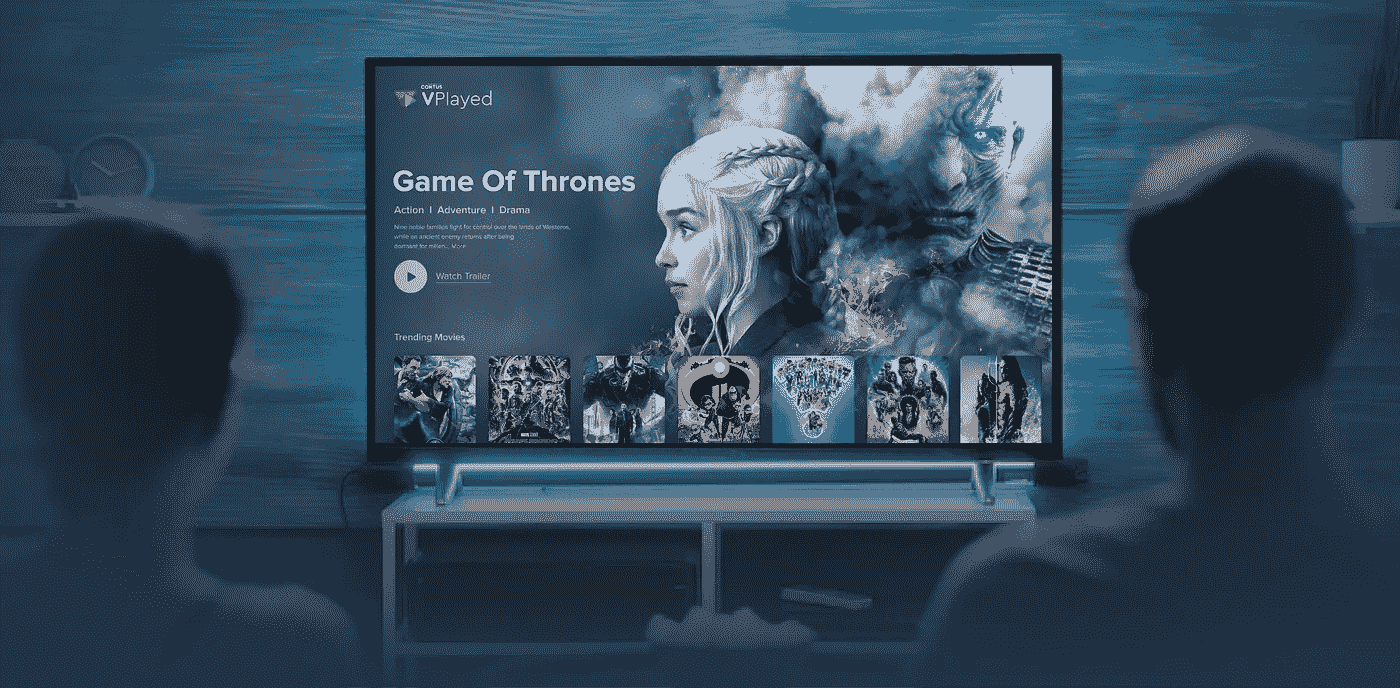 CONTUS
VPlayed
Game Of Thrones
Action I Adventure I Drama
Nine noble families fight for control over the lands of Westeros,
while an ancient enemy returns after being
dormant for millen... More
Watch Trailer
Trending Movies